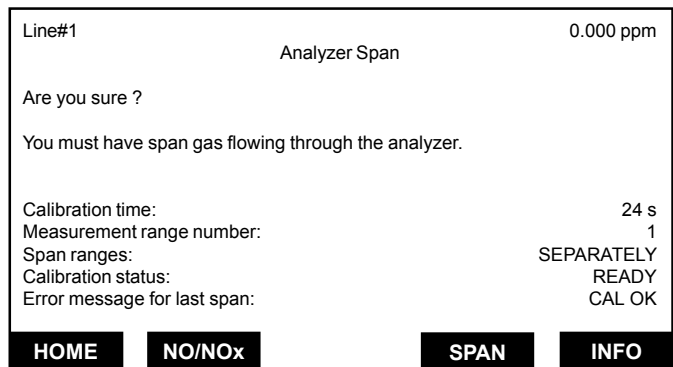 Line#1 0.000 ppm
Analyzer Span
Are you sure ?
You must have span gas flowing through the analyzer.
Calibration time: 24 s
Measurement range number: 1
Span ranges: SEPARATELY
Calibration status: READY
Error message for last span: CAL OK
HOME NO/NOx SPAN INFO